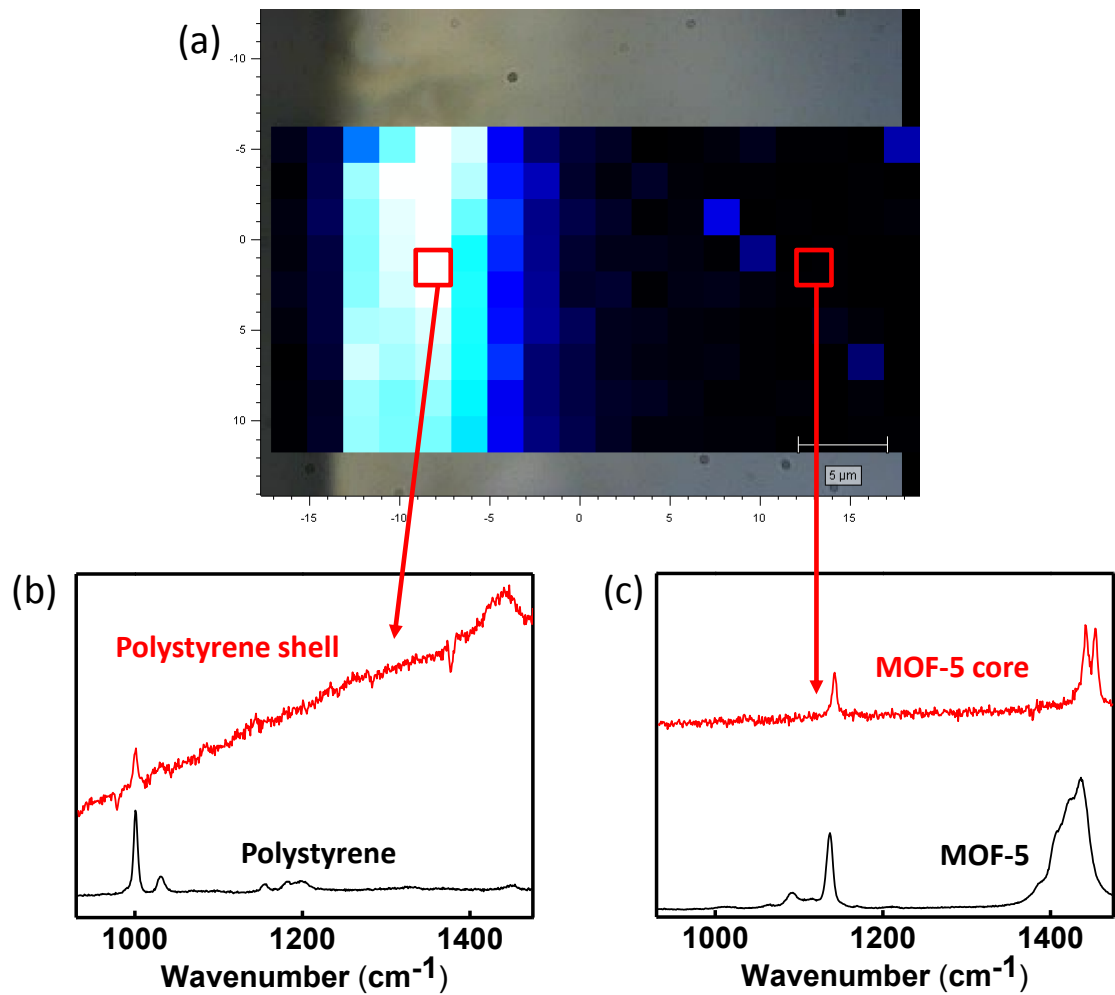 (a)
-10
-5
0
5
10
5 µm
-15
-10
-5
0
5
10
15
(b)
Polystyrene shell
Polystyrene
1000
1200
1400
Wavenumber (cm-1)
(c)
MOF-5 core
MOF-5
1000
1200
1400
Wavenumber (cm-1)